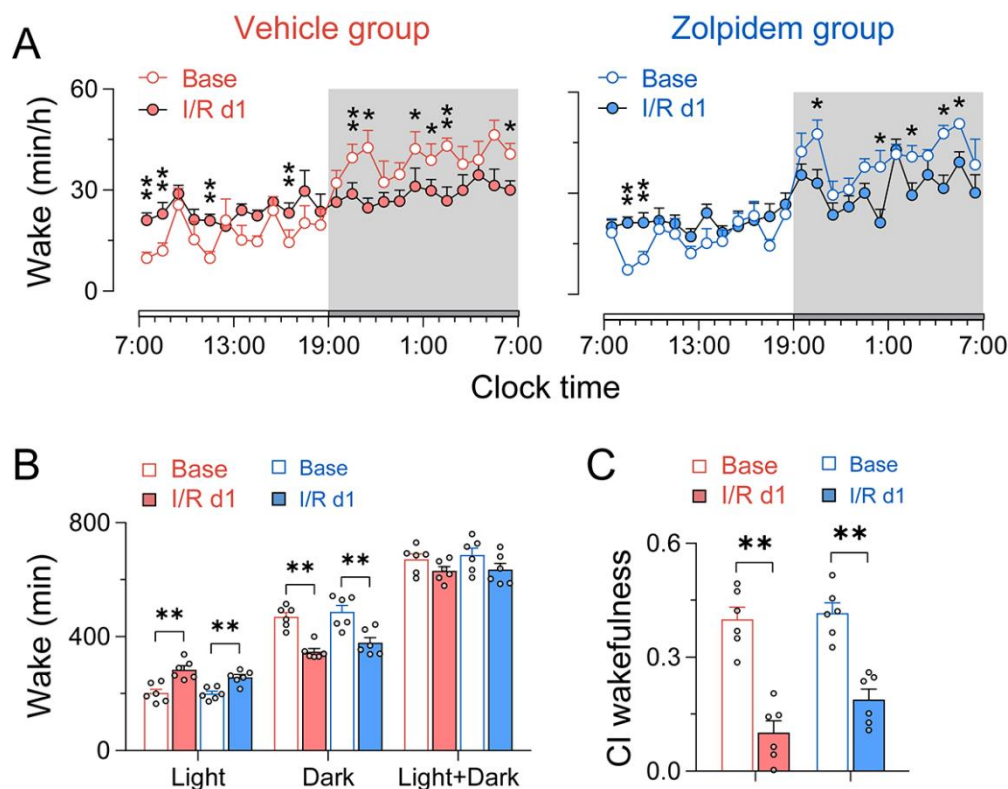 A
Vehicle group
Zolpidem group
Base
I/R d1
Base
I/R d1
Wake (min/h)
60
30
0
** ** ** ** ** * * * ** *
** ** * * * * *
7:00 13:00 19:00 1:00 7:00
7:00 13:00 19:00 1:00 7:00
Clock time
B
Base Base
I/R d1 I/R d1
Wake (min)
800
400
0
** ** ** **
Light Dark Light+Dark
C
Base Base
I/R d1 I/R d1
CI wakefulness
0.6
0.3
0.0
** **